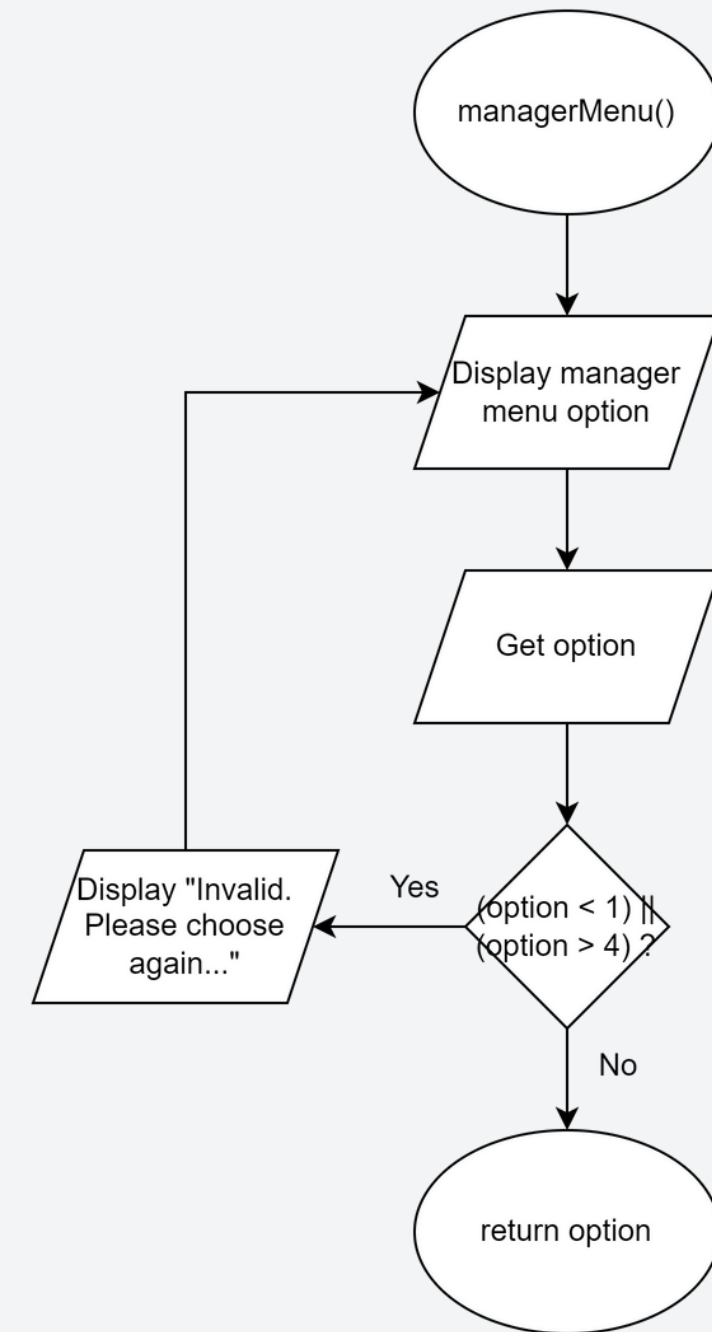 managerMenu()
Display manager
menu option
Get option
(option < 1) ||
(option > 4) ?
Yes
Display "Invalid.
Please choose
again..."
No
return option